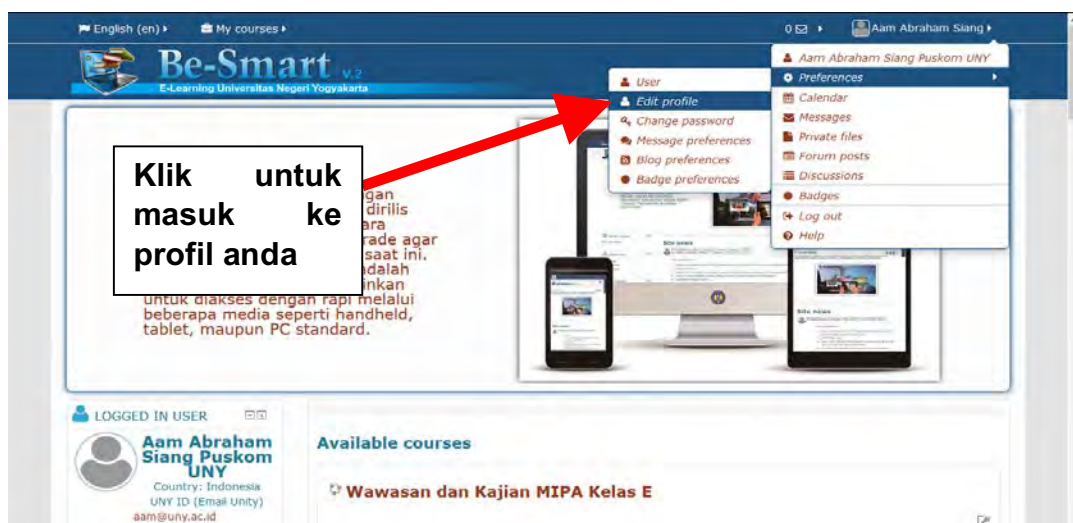 English (en)
My courses
0
Aam Abraham Siang
Be-Smart v.2
E-Learning Universitas Negeri Yogyakarta
Aam Abraham Siang Puskom UNY
Preferences
Calendar
Messages
Private files
Forum posts
Discussions
Badges
Log out
Help
User
Edit profile
Change password
Message preferences
Blog preferences
Badge preferences
Klik untuk
masuk ke
profil anda
gan
dirilis
ara
rade agar
saat ini.
adalah
inkan
untuk diakses dengan rapi melalui
beberapa media seperti handheld,
tablet, maupun PC standard.
Site news
Site news
LOGGED IN USER
Aam Abraham
Siang Puskom
UNY
Country: Indonesia
UNY ID (Email Unity)
aam@uny.ac.id
Available courses
Wawasan dan Kajian MIPA Kelas E